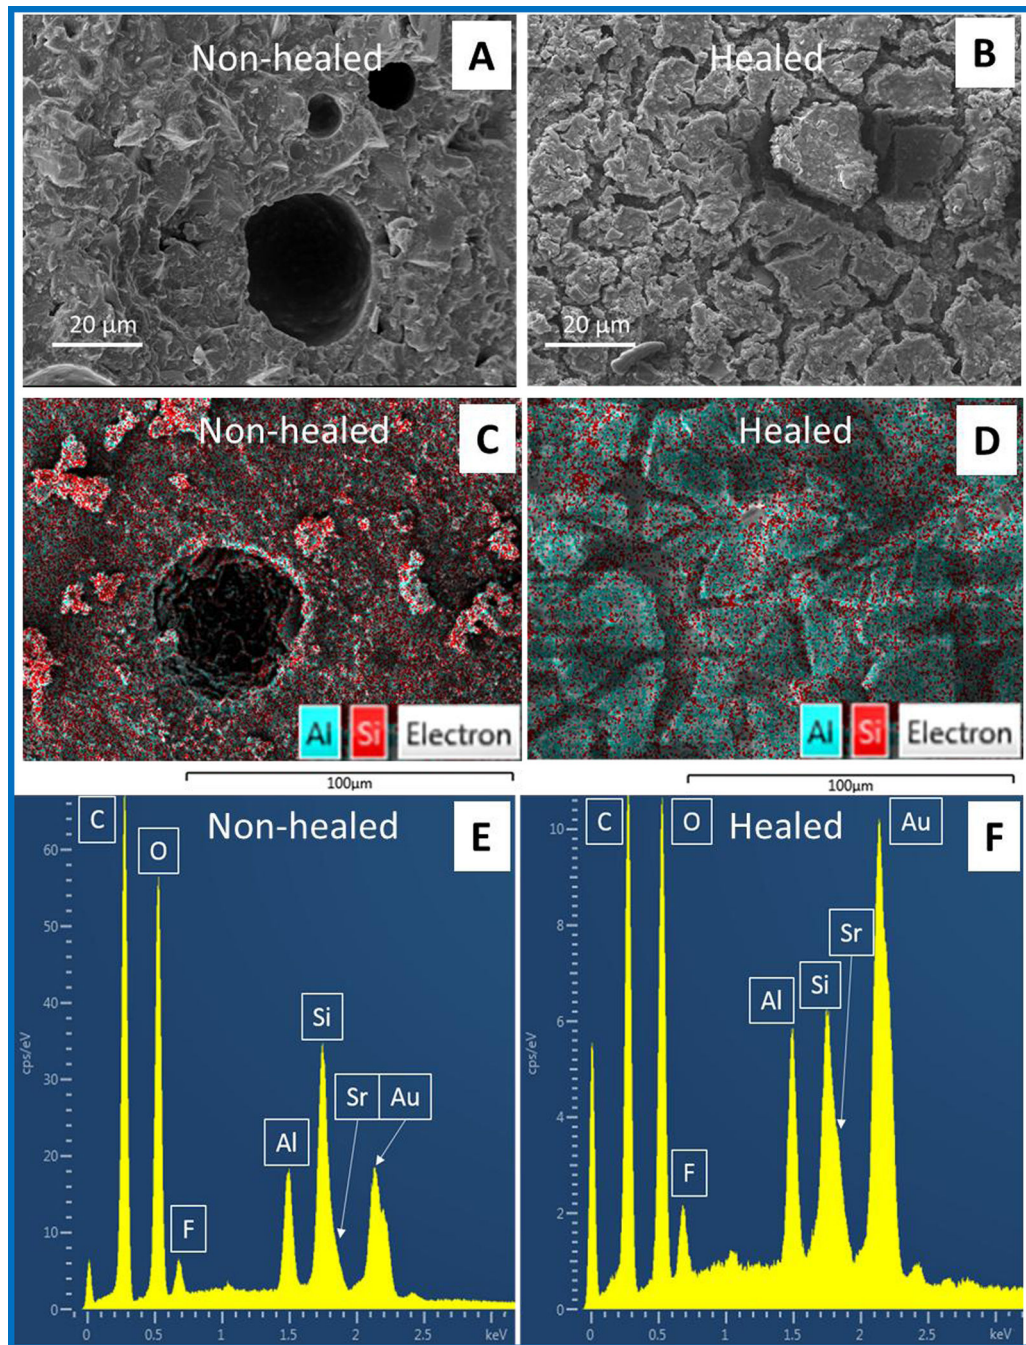 Non-healed
A
20 µm
Healed
B
20 µm
Non-healed
C
Al Si Electron
100µm
Healed
D
Al Si Electron
100µm
Non-healed
E
C
O
F
Al
Si
Sr Au
60
50
40
30
20
10
0
cps/eV
0 0.5 1 1.5 2 2.5 keV
Healed
F
C
O
F
Al
Si
Sr
Au
10
8
6
4
2
0
cps/eV
0 0.5 1 1.5 2 2.5 keV